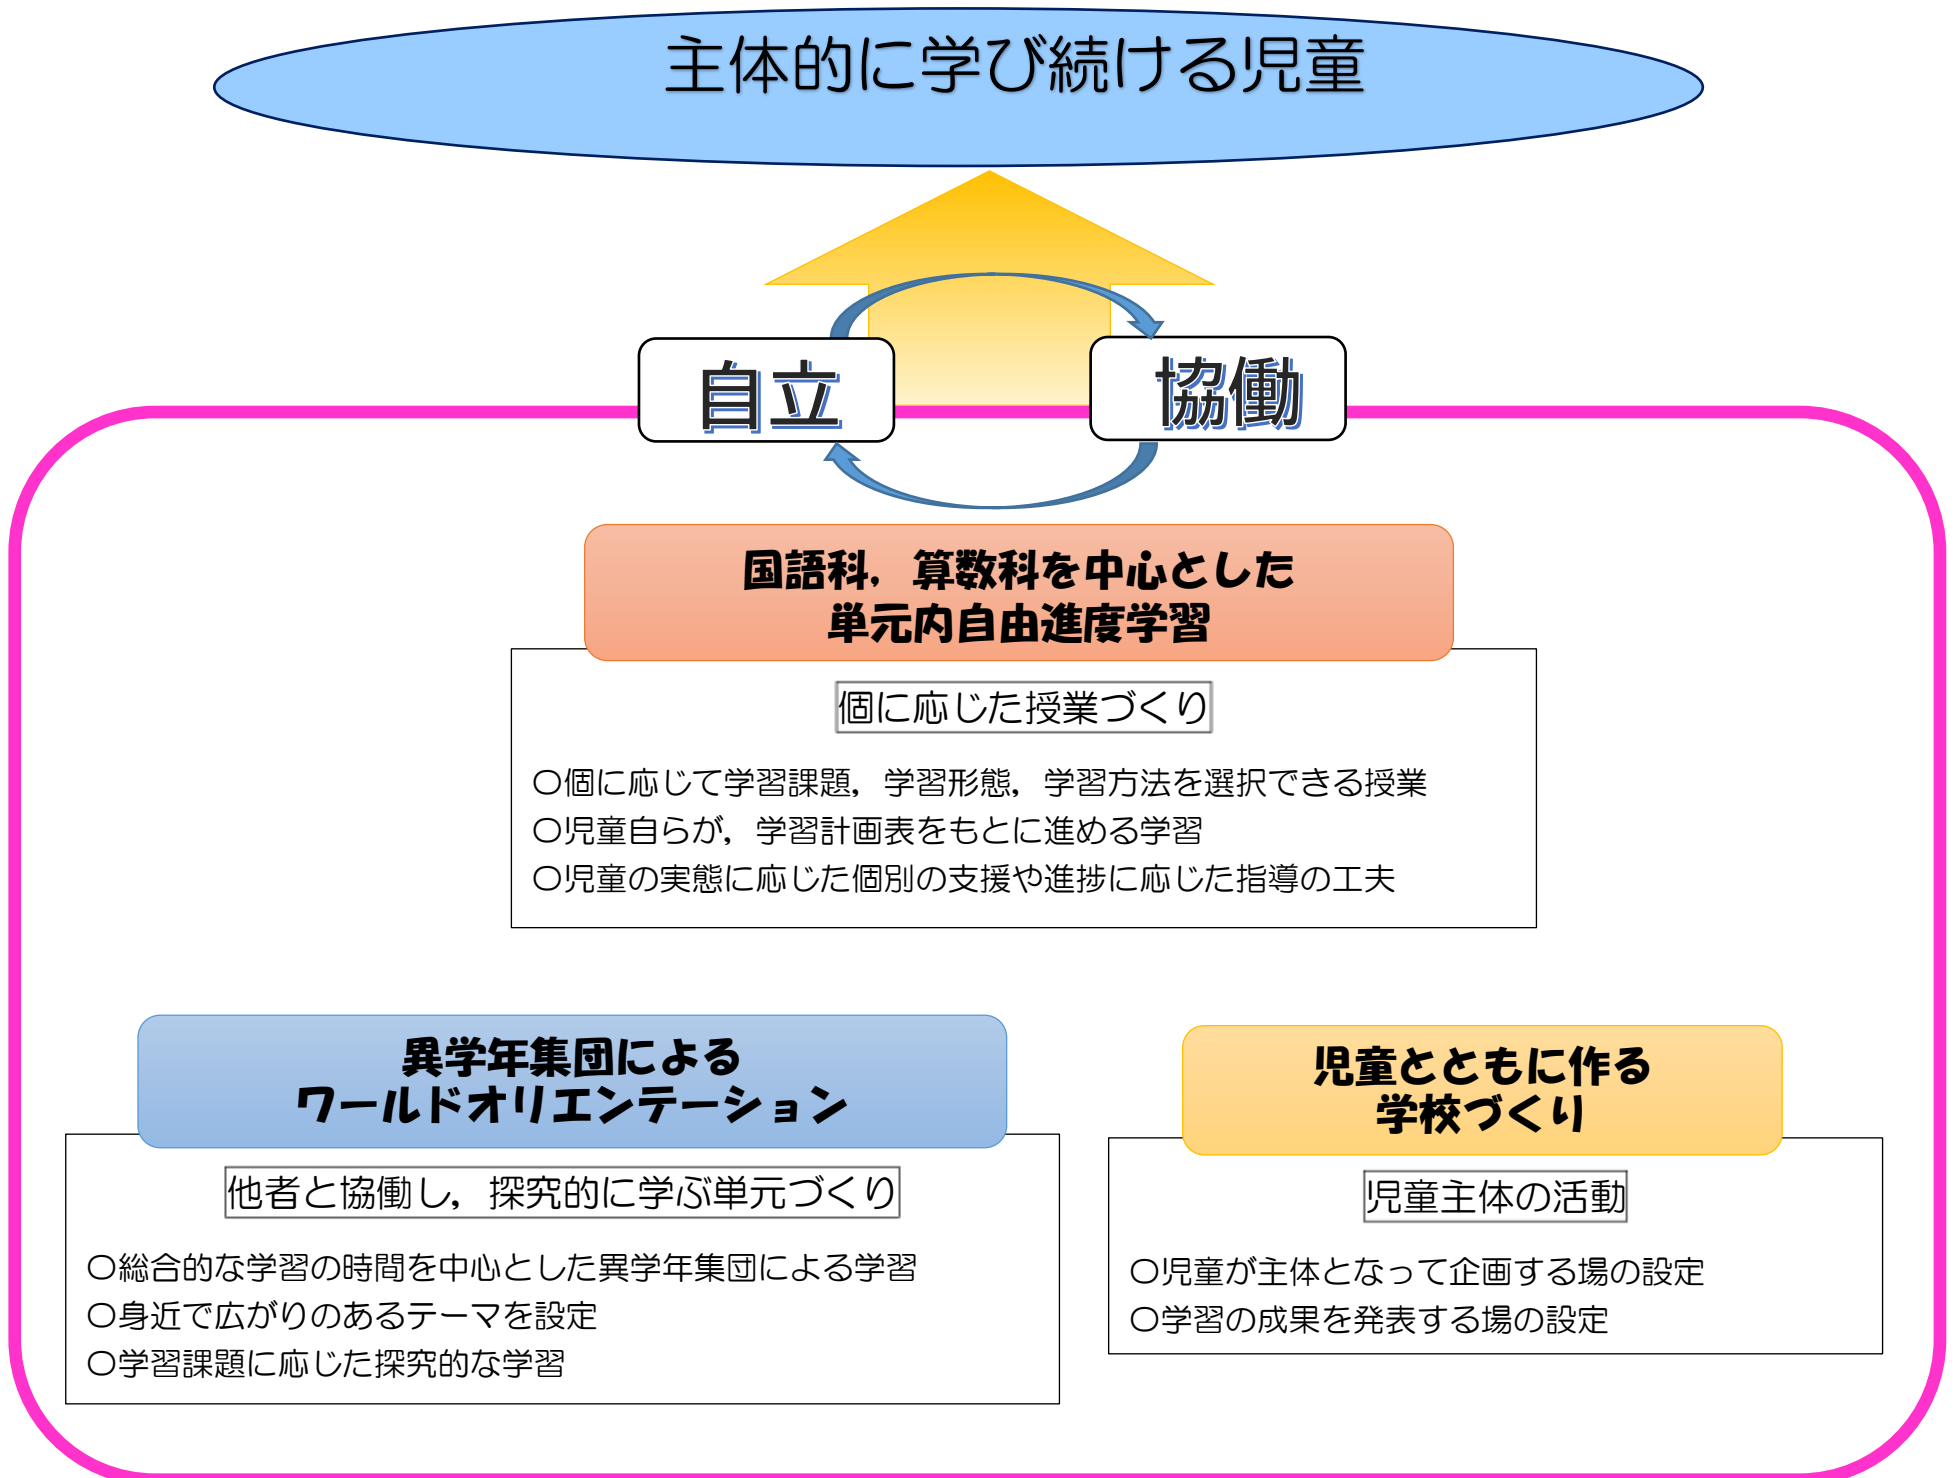 主体的に学び続ける児童
自立
協働
国語科，算数科を中心とした
単元内自由進度学習
個に応じた授業づくり
〇個に応じて学習課題，学習形態，学習方法を選択できる授業
〇児童自らが，学習計画表をもとに進める学習
〇児童の実態に応じた個別の支援や進捗に応じた指導の工夫
異学年集団による
ワールドオリエンテーション
他者と協働し，探究的に学ぶ単元づくり
〇総合的な学習の時間を中心とした異学年集団による学習
〇身近で広がりのあるテーマを設定
〇学習課題に応じた探究的な学習
児童とともに作る
学校づくり
児童主体の活動
〇児童が主体となって企画する場の設定
〇学習の成果を発表する場の設定